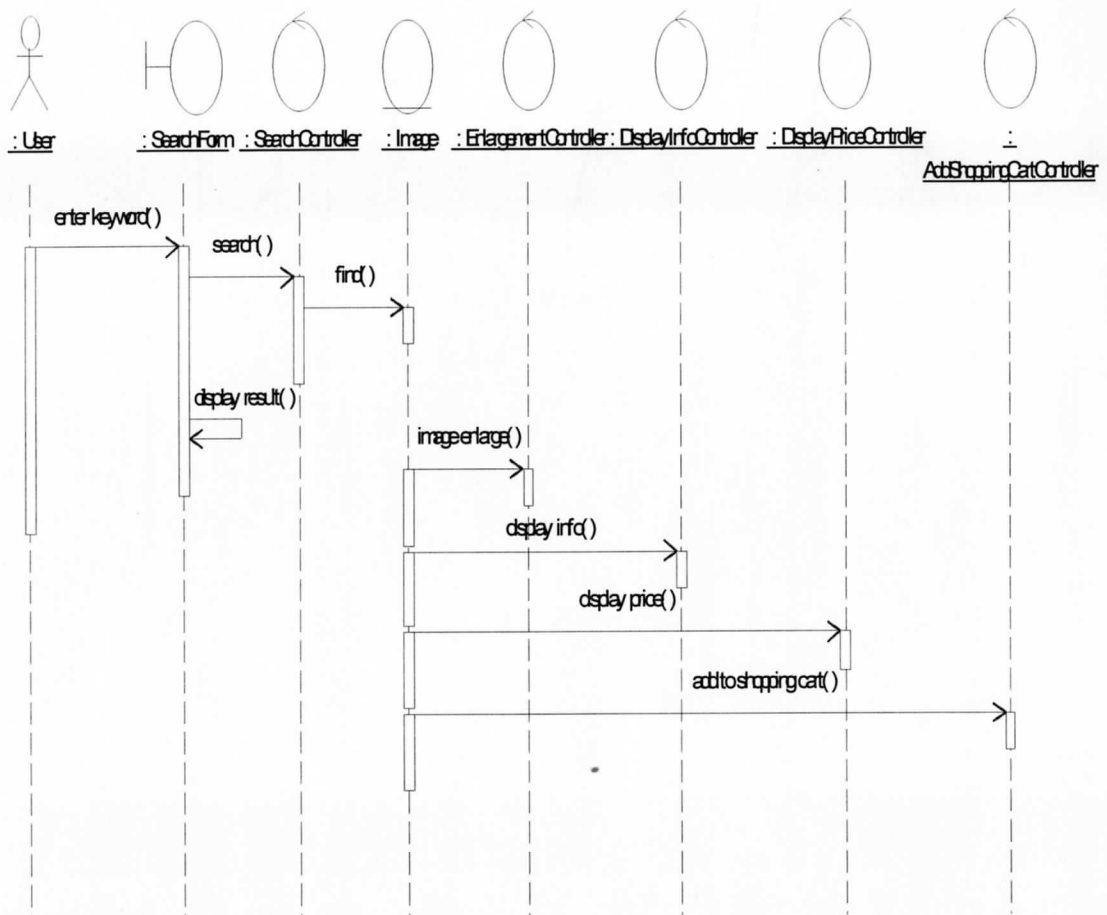 : User
: SearchForm
: SearchController
: Image
: EnlargementController
: DisplayInfoController
: DisplayPriceController
:
AddShoppingCartController
enter keyword( )
search( )
find( )
display result( )
image enlarge( )
display info( )
display price( )
add to shopping cart( )